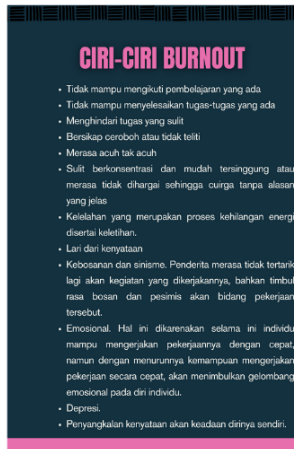 CIRI-CIRI BURNOUT
• Tidak mampu mengikuti pembelajaran yang ada
• Tidak mampu menyelesaikan tugas-tugas yang ada
• Menghindari tugas yang sulit
• Bersikap ceroboh atau tidak teliti
• Merasa acuh tak acuh
• Sulit berkonsentrasi dan mudah tersinggung atau
merasa tidak dihargai sehingga cuirga tanpa alasan
yang jelas
• Kelelahan yang merupakan proses kehilangan energi
disertai keletihan.
• Lari dari kenyataan
• Kebosanan dan sinisme. Penderita merasa tidak tertarik
lagi akan kegiatan yang dikerjakannya, bahkan timbul
rasa bosan dan pesimis akan bidang pekerjaan
tersebut.
• Emosional. Hal ini dikarenakan selama ini individu
mampu mengerjakan pekerjaannya dengan cepat,
namun dengan menurunnya kemampuan mengerjakan
pekerjaan secara cepat, akan menimbulkan gelombang
emosional pada diri individu.
• Depresi.
• Penyangkalan kenyataan akan keadaan dirinya sendiri.